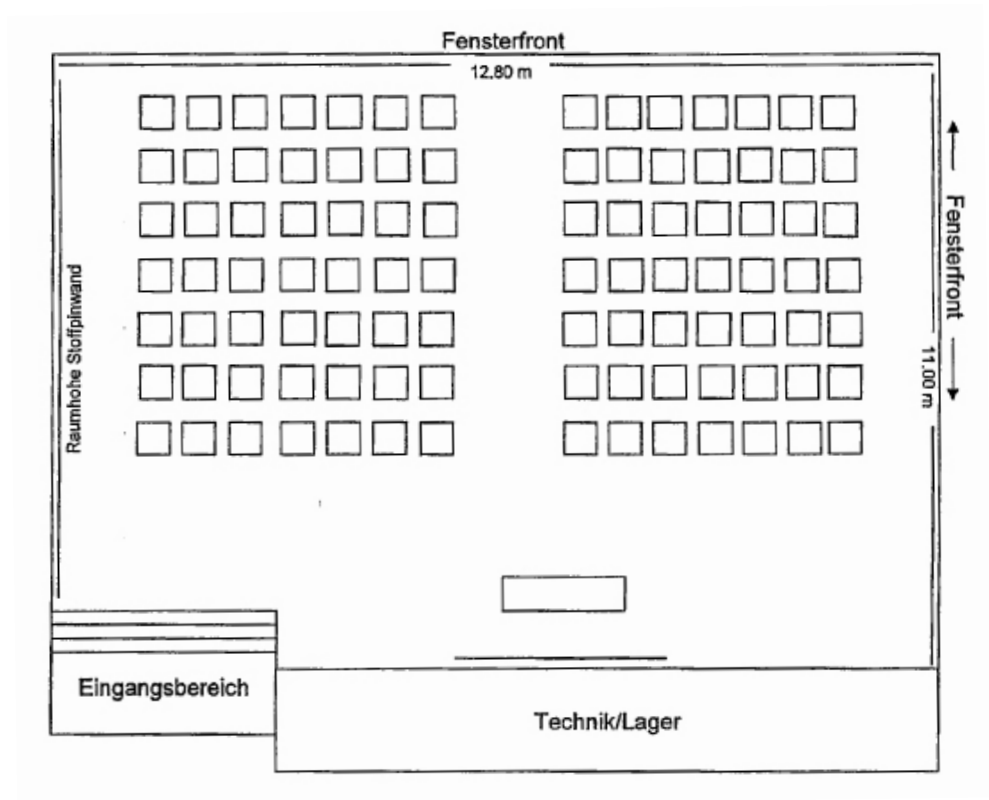 Fensterfront
12.80 m
Fensterfront
Raumhohe Stoffpinwand
11.00 m
Eingangsbereich
Technik/Lager